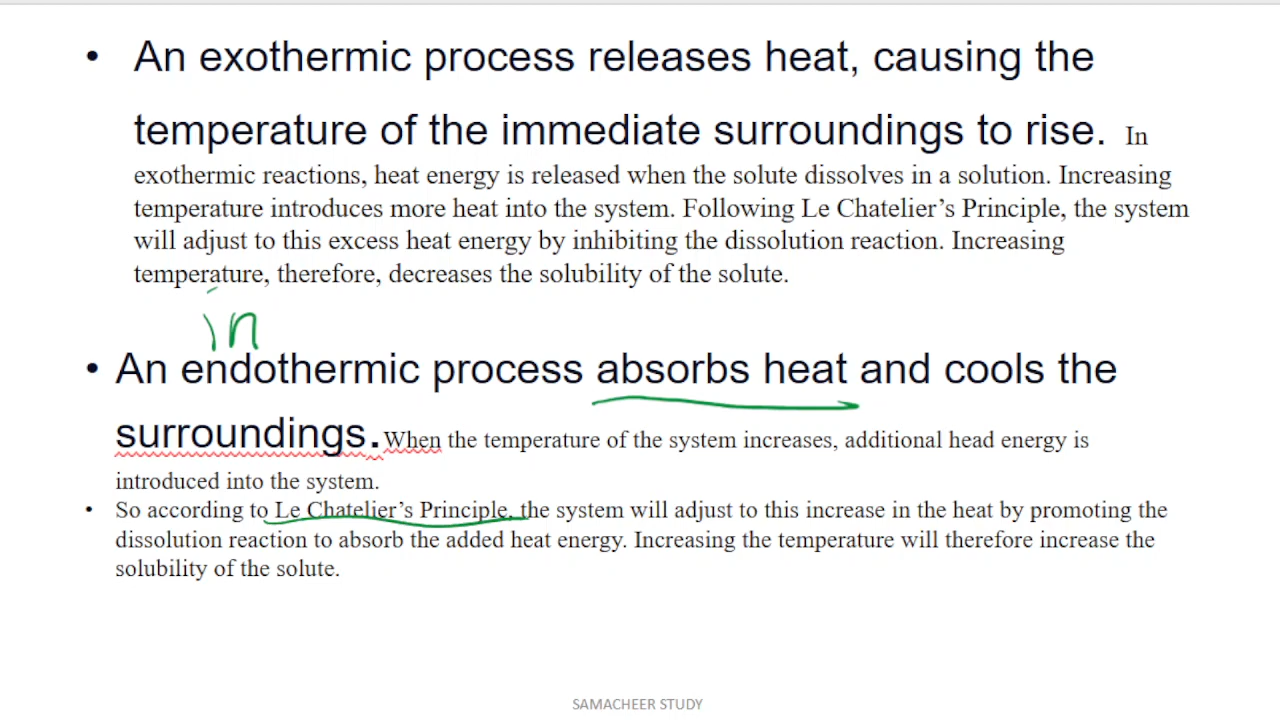 • An exothermic process releases heat, causing the
temperature of the immediate surroundings to rise. In
exothermic reactions, heat energy is released when the solute dissolves in a solution. Increasing
temperature introduces more heat into the system. Following Le Chatelier’s Principle, the system
will adjust to this excess heat energy by inhibiting the dissolution reaction. Increasing
temperature, therefore, decreases the solubility of the solute.
in
• An endothermic process absorbs heat and cools the
surroundings.When the temperature of the system increases, additional head energy is
introduced into the system.
• So according to Le Chatelier’s Principle, the system will adjust to this increase in the heat by promoting the
dissolution reaction to absorb the added heat energy. Increasing the temperature will therefore increase the
solubility of the solute.
SAMACHEER STUDY